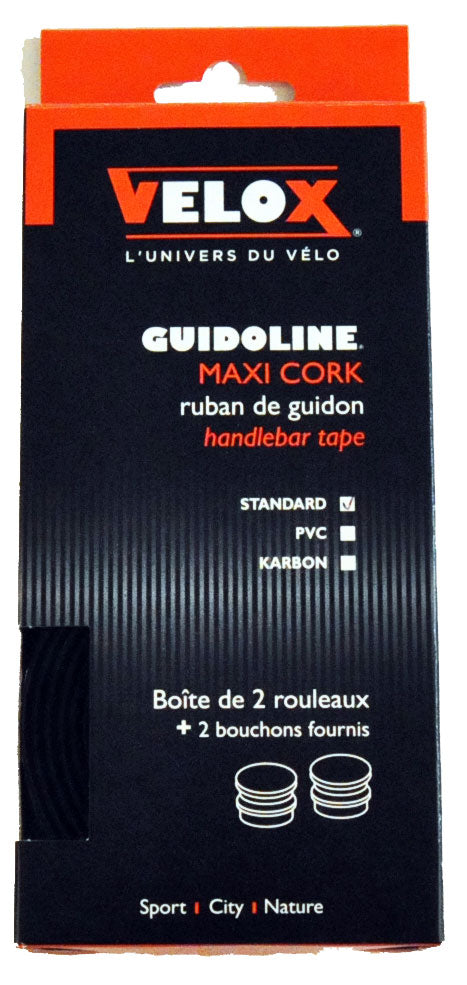 VELOX®
L'UNIVERS DU VÉLO
GUIDOLINE®
MAXI CORK
ruban de guidon
handlebar tape
STANDARD
PVC
KARBON
Boîte de 2 rouleaux
+ 2 bouchons fournis
Sport I City I Nature